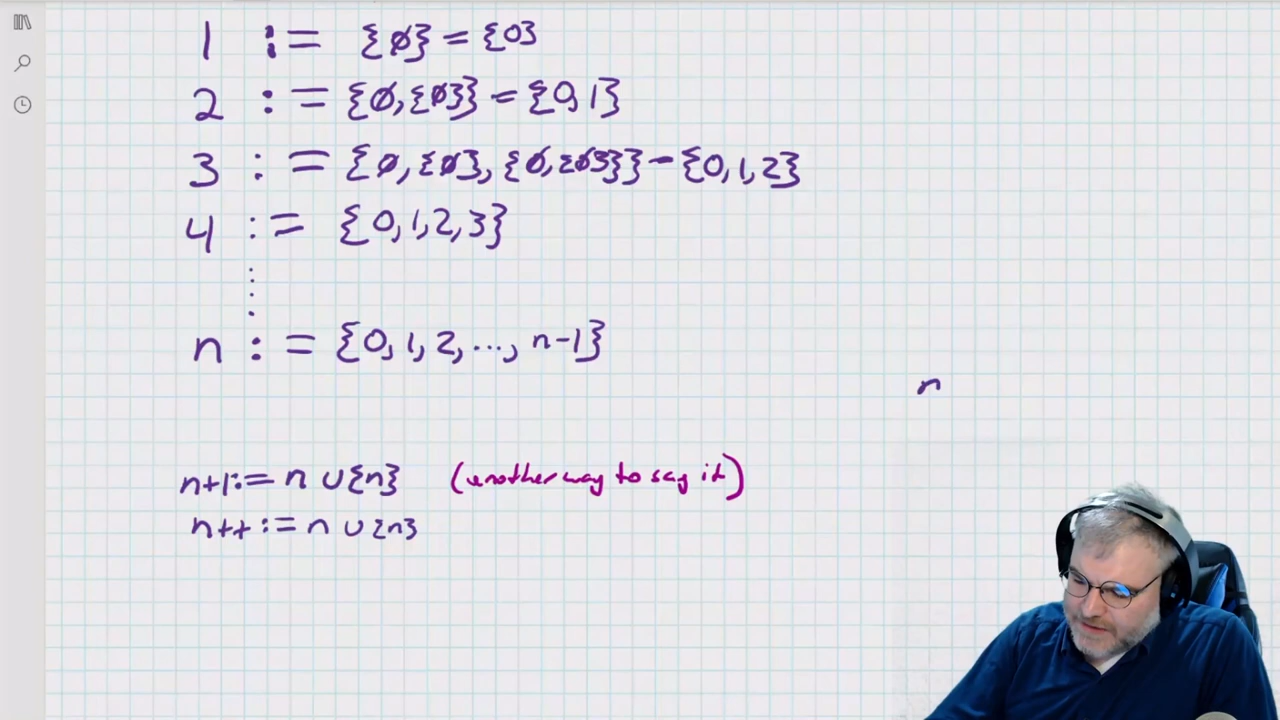 1 := {∅} = {0}
2 := {∅,{∅}} = {0,1}
3 := {∅,{∅},{∅,{∅}}} - {0,1,2}
4 := {0,1,2,3}
⋮
n := {0,1,2,...,n-1}
n
n+1:= n ∪{n} (another way to say it)
n++ := n ∪ {n}